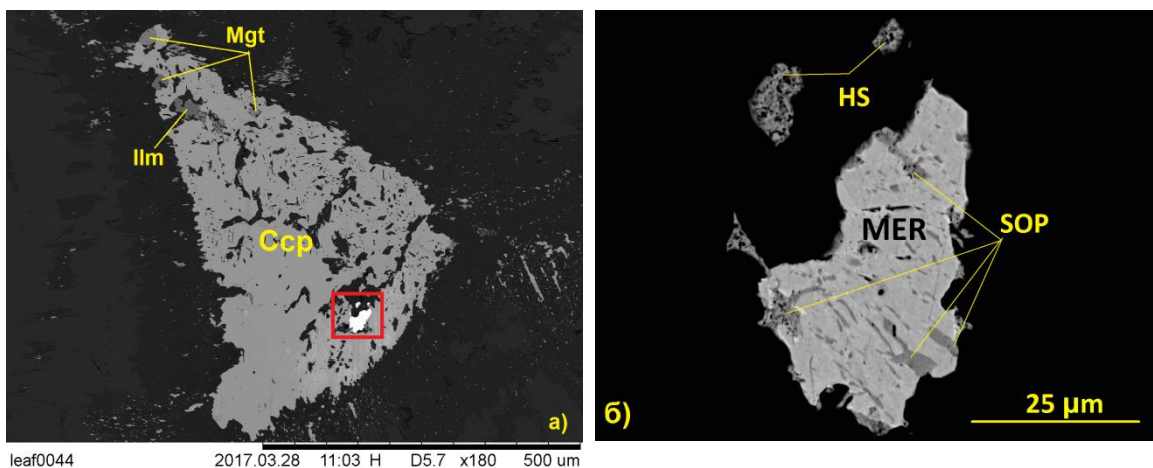 Mgt
Ilm
Ccp
a)
leaf0044 2017.03.28 11:03 H D5.7 x180 500 um
HS
MER
SOP
б)
25 µm